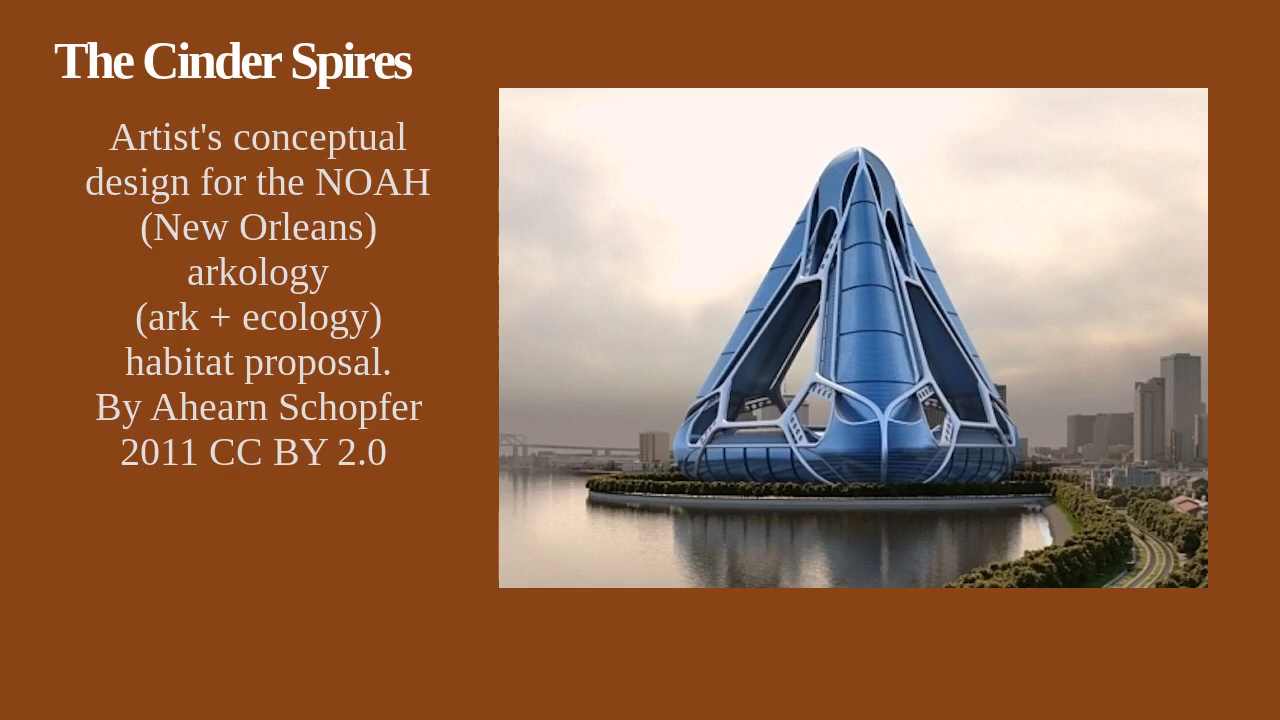 The Cinder Spires
Artist's conceptual
design for the NOAH
(New Orleans)
arkology
(ark + ecology)
habitat proposal.
By Ahearn Schopfer
2011 CC BY 2.0